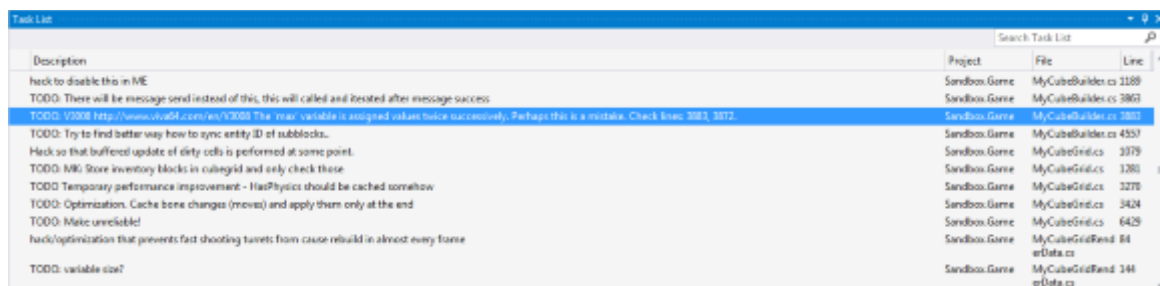 Task List
Search Task List
Description Project File Line
hack to disable this in ME Sandbox.Game MyCubeBuilder.cs 1189
TODO: There will be message send instead of this, this will called and iterated after message success Sandbox.Game MyCubeBuilder.cs 3863
TODO: V3008 http://www.viva64.com/en/V3008 The 'max' variable is assigned values twice successively. Perhaps this is a mistake. Check lines: 3883, 3872. Sandbox.Game MyCubeBuilder.cs 3883
TODO: Try to find better way how to sync entity ID of subblocks.. Sandbox.Game MyCubeBuilder.cs 4557
Hack so that buffered update of dirty cells is performed at some point. Sandbox.Game MyCubeGrid.cs 1079
TODO: MK: Store inventory blocks in cubegrid and only check those Sandbox.Game MyCubeGrid.cs 1281
TODO Temporary performance improvement - HasPhysics should be cached somehow Sandbox.Game MyCubeGrid.cs 3270
TODO: Optimization. Cache bone changes (moves) and apply them only at the end Sandbox.Game MyCubeGrid.cs 3424
TODO: Make unreliable! Sandbox.Game MyCubeGrid.cs 6429
hack/optimization that prevents fast shooting turrets from cause rebuild in almost every frame Sandbox.Game MyCubeGridRend 84
erData.cs
TODO: variable size? Sandbox.Game MyCubeGridRend 144
erData.cs